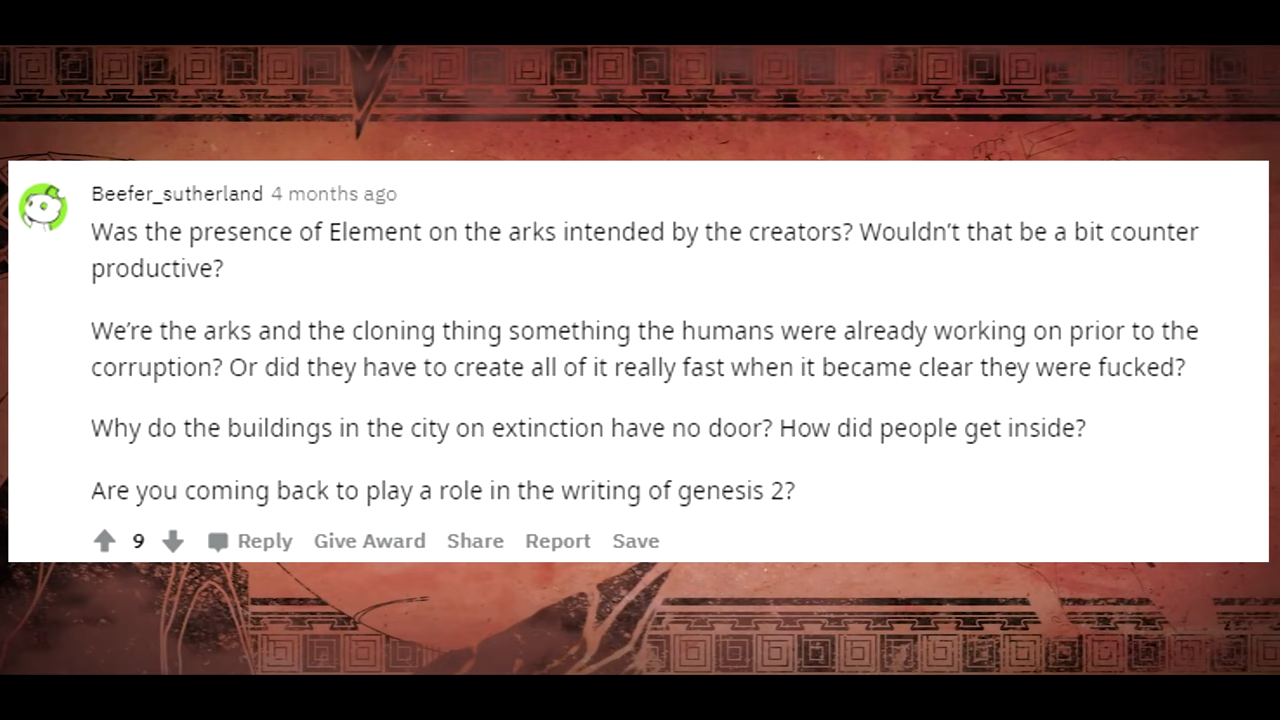 Beefer_sutherland 4 months ago
Was the presence of Element on the arks intended by the creators? Wouldn’t that be a bit counter
productive?
We’re the arks and the cloning thing something the humans were already working on prior to the
corruption? Or did they have to create all of it really fast when it became clear they were fucked?
Why do the buildings in the city on extinction have no door? How did people get inside?
Are you coming back to play a role in the writing of genesis 2?
9 Reply Give Award Share Report Save